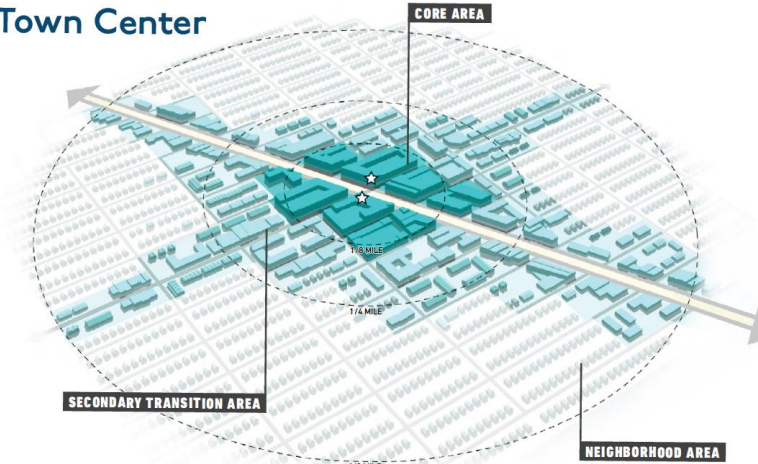 Town Center
CORE AREA
1/8 MILE
1/4 MILE
SECONDARY TRANSITION AREA
NEIGHBORHOOD AREA